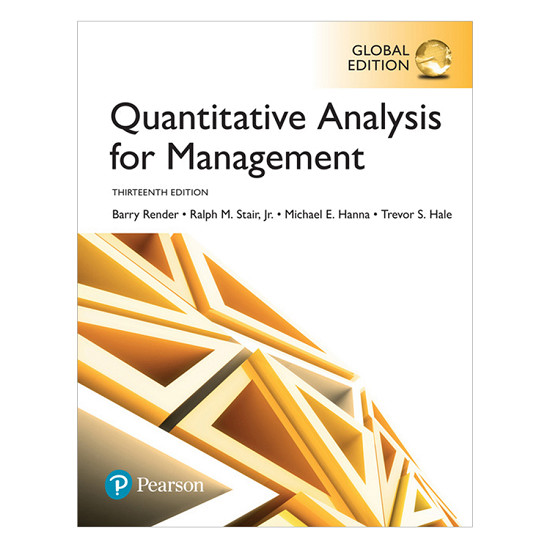 GLOBAL
EDITION
Quantitative Analysis
for Management
THIRTEENTH EDITION
Barry Render • Ralph M. Stair, Jr. • Michael E. Hanna • Trevor S. Hale
P Pearson